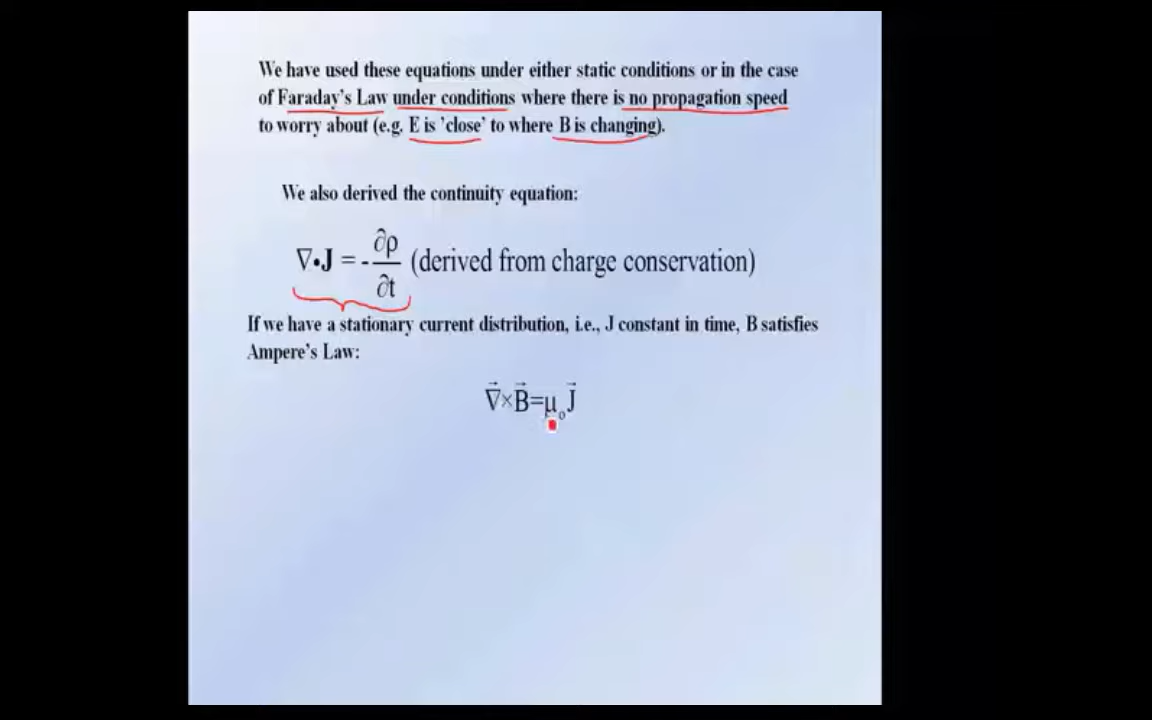 We have used these equations under either static conditions or in the case
of Faraday's Law under conditions where there is no propagation speed
to worry about (e.g. E is 'close' to where B is changing).
We also derived the continuity equation:
∇•J = -∂ρ/∂t (derived from charge conservation)
If we have a stationary current distribution, i.e., J constant in time, B satisfies
Ampere's Law:
∇⃗×B⃗=μₒJ⃗